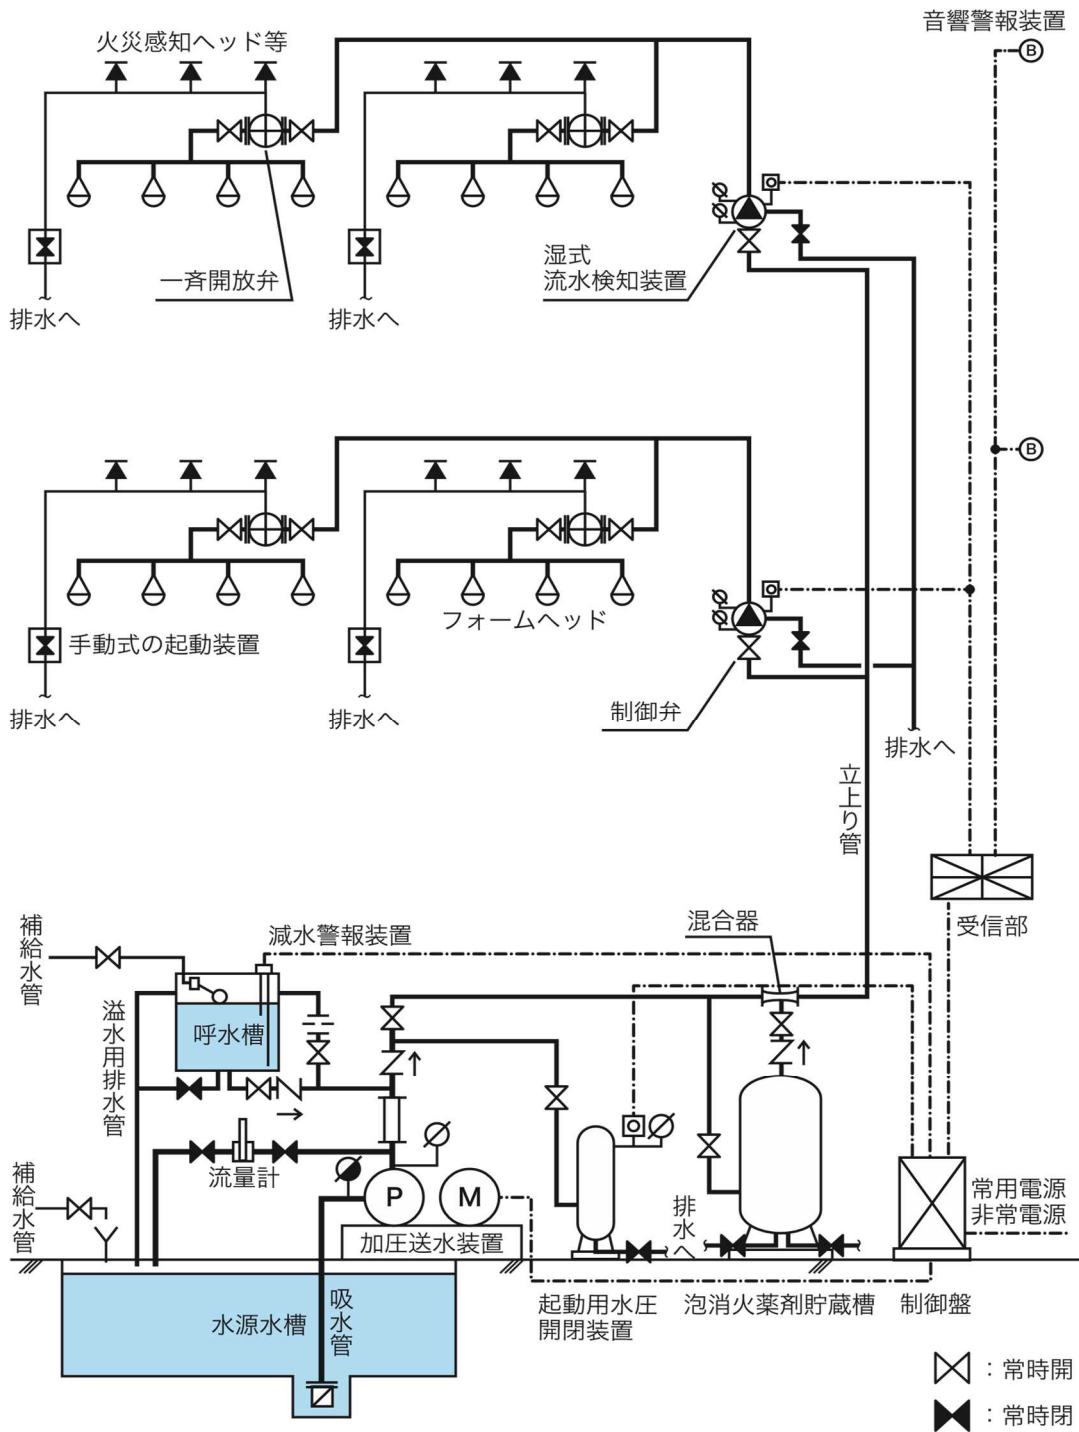 音響警報装置
B
火災感知ヘッド等
一斉開放弁
湿式
流水検知装置
排水へ
排水へ
B
フォームヘッド
手動式の起動装置
制御弁
排水へ
排水へ
排水へ
立上り管
受信部
混合器
減水警報装置
補給水管
呼水槽
溢水用排水管
流量計
補給水管
P
M
加圧送水装置
排水へ
常用電源
非常電源
水源水槽
吸水管
起動用水圧
開閉装置
泡消火薬剤貯蔵槽
制御盤
：常時開
：常時閉